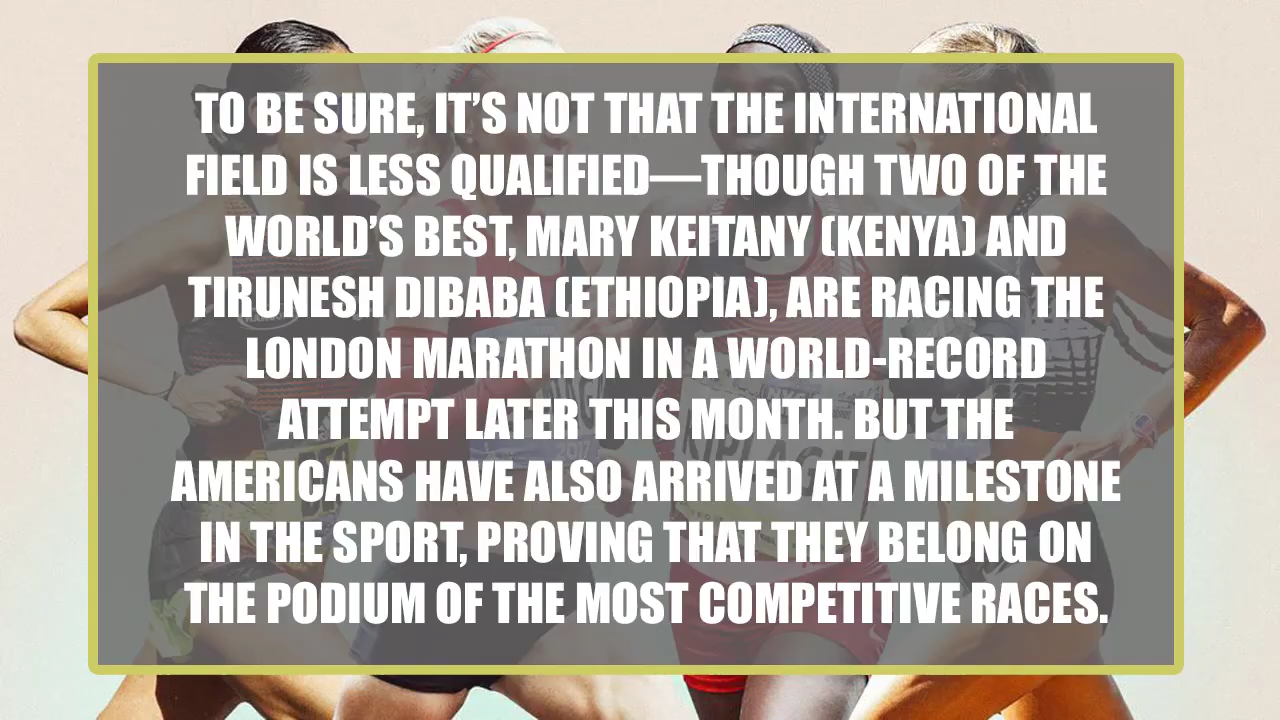 TO BE SURE, IT’S NOT THAT THE INTERNATIONAL
FIELD IS LESS QUALIFIED—THOUGH TWO OF THE
WORLD’S BEST, MARY KEITANY (KENYA) AND
TIRUNESH DIBABA (ETHIOPIA), ARE RACING THE
LONDON MARATHON IN A WORLD-RECORD
ATTEMPT LATER THIS MONTH. BUT THE
AMERICANS HAVE ALSO ARRIVED AT A MILESTONE
IN THE SPORT, PROVING THAT THEY BELONG ON
THE PODIUM OF THE MOST COMPETITIVE RACES.
KIPLAGAT